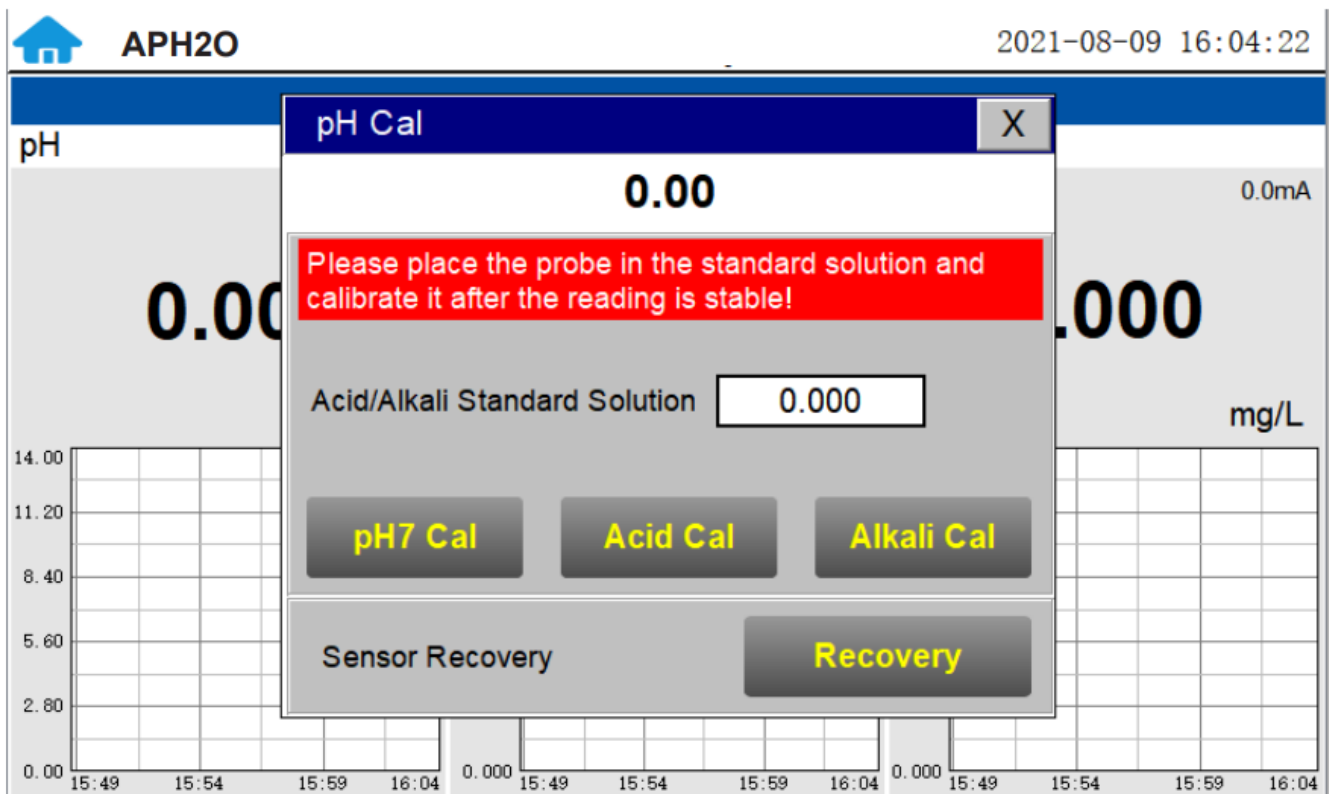 APH2O
2021-08-09 16:04:22
pH Cal
X
pH
0.00
0.0mA
Please place the probe in the standard solution and
calibrate it after the reading is stable!
0.00
.000
Acid/Alkali Standard Solution
0.000
mg/L
pH7 Cal
Acid Cal
Alkali Cal
Sensor Recovery
Recovery
14.00
11.20
8.40
5.60
2.80
0.00
15:49 15:54 15:59 16:04
0.000
15:49 15:54 15:59 16:04
0.000
15:49 15:54 15:59 16:04